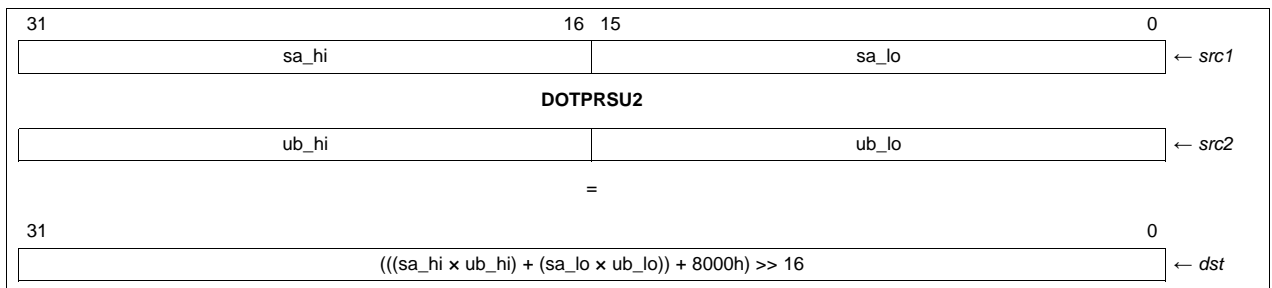 31 16 15 0
sa_hi sa_lo ← src1
DOTPRSU2
ub_hi ub_lo ← src2
=
31 0
(((sa_hi × ub_hi) + (sa_lo × ub_lo)) + 8000h) >> 16 ← dst